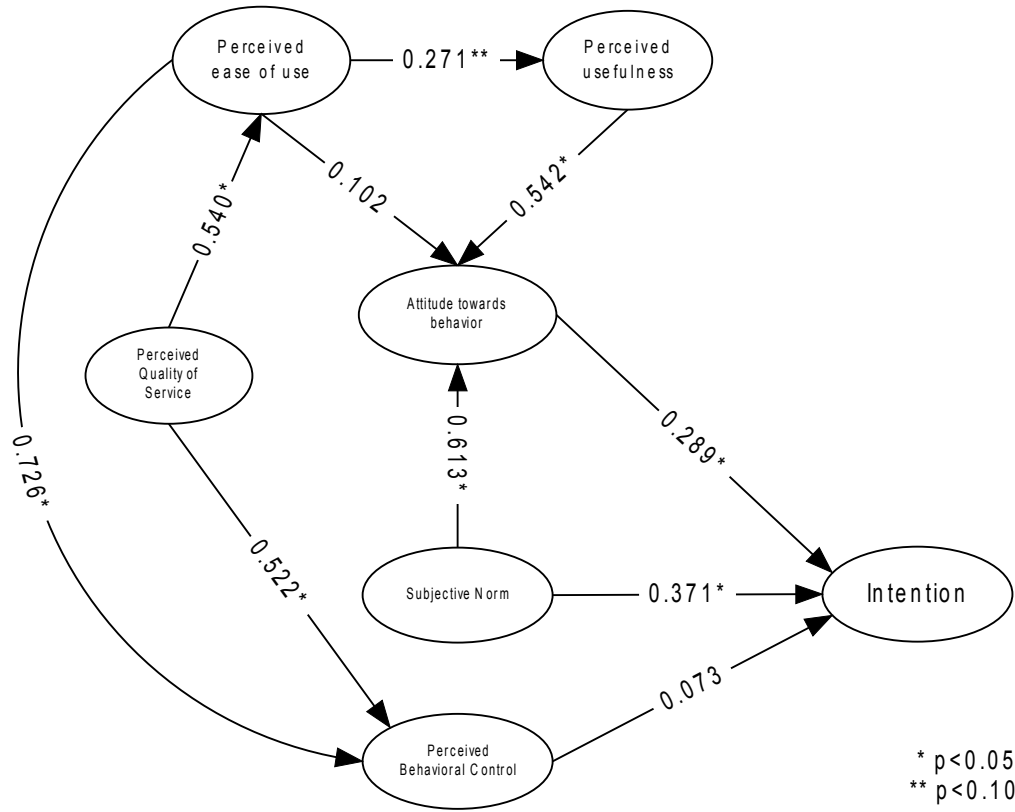 Perceived
ease of use
0.271**
Perceived
usefulness
0.102
0.542*
0.540*
Attitude towards
behavior
Perceived
Quality of
Service
0.613*
0.289*
0.726*
0.522*
Subjective Norm
0.371*
Intention
0.073
Perceived
Behavioral Control
* p<0.05
** p<0.10